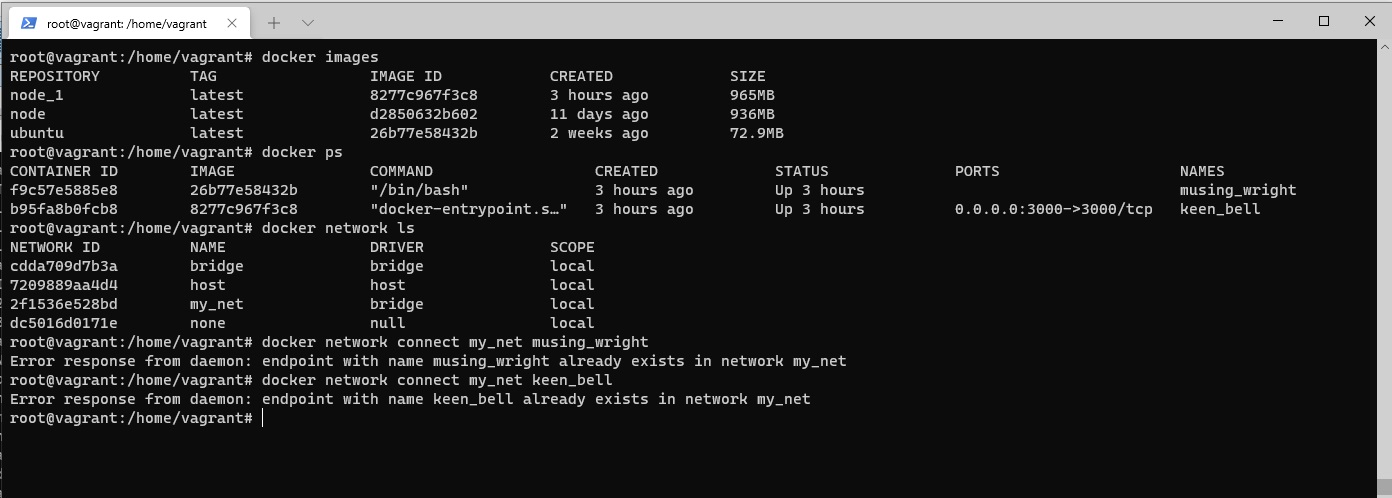 root@vagrant: /home/vagrant
root@vagrant:/home/vagrant# docker images
REPOSITORY          TAG                 IMAGE ID            CREATED             SIZE
node_1              latest              8277c967f3c8        3 hours ago         965MB
node                latest              d2850632b602        11 days ago         936MB
ubuntu              latest              26b77e58432b        2 weeks ago         72.9MB
root@vagrant:/home/vagrant# docker ps
CONTAINER ID        IMAGE               COMMAND                  CREATED             STATUS              PORTS                    NAMES
f9c57e5885e8        26b77e58432b        "/bin/bash"              3 hours ago         Up 3 hours                                   musing_wright
b95fa8b0fcb8        8277c967f3c8        "docker-entrypoint.s…"   3 hours ago         Up 3 hours          0.0.0.0:3000->3000/tcp   keen_bell
root@vagrant:/home/vagrant# docker network ls
NETWORK ID          NAME                DRIVER              SCOPE
cdda709d7b3a        bridge              bridge              local
7209889aa4d4        host                host                local
2f1536e528bd        my_net              bridge              local
dc5016d0171e        none                null                local
root@vagrant:/home/vagrant# docker network connect my_net musing_wright
Error response from daemon: endpoint with name musing_wright already exists in network my_net
root@vagrant:/home/vagrant# docker network connect my_net keen_bell
Error response from daemon: endpoint with name keen_bell already exists in network my_net
root@vagrant:/home/vagrant#